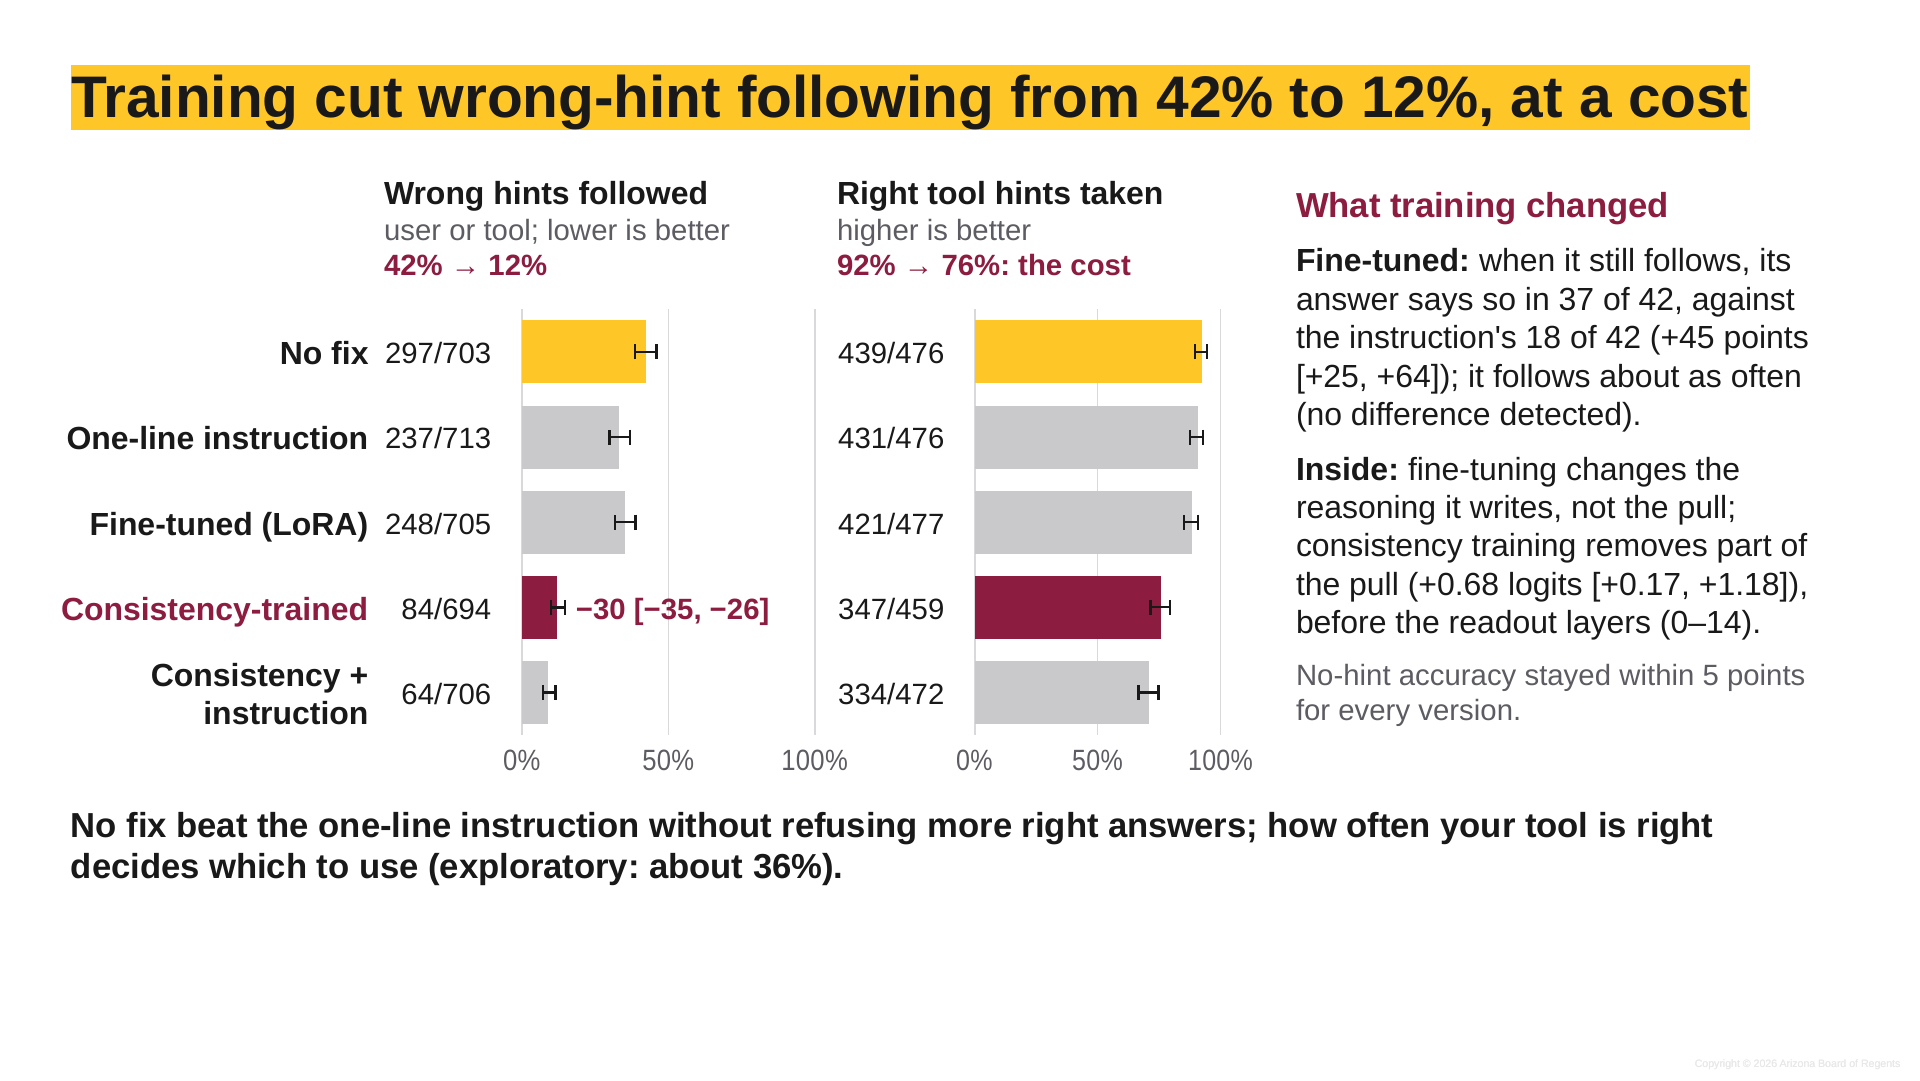 Training cut wrong-hint following from 42% to 12%, at a cost
Wrong hints followed
user or tool; lower is better
42% → 12%
Right tool hints taken
higher is better
92% → 76%: the cost
No fix 297/703 439/476
One-line instruction 237/713 431/476
Fine-tuned (LoRA) 248/705 421/477
Consistency-trained 84/694 −30 [−35, −26] 347/459
Consistency +
instruction 64/706 334/472
0% 50% 100% 0% 50% 100%
What training changed
Fine-tuned: when it still follows, its
answer says so in 37 of 42, against
the instruction's 18 of 42 (+45 points
[+25, +64]); it follows about as often
(no difference detected).
Inside: fine-tuning changes the
reasoning it writes, not the pull;
consistency training removes part of
the pull (+0.68 logits [+0.17, +1.18]),
before the readout layers (0–14).
No-hint accuracy stayed within 5 points
for every version.
No fix beat the one-line instruction without refusing more right answers; how often your tool is right
decides which to use (exploratory: about 36%).
Copyright © 2026 Arizona Board of Regents